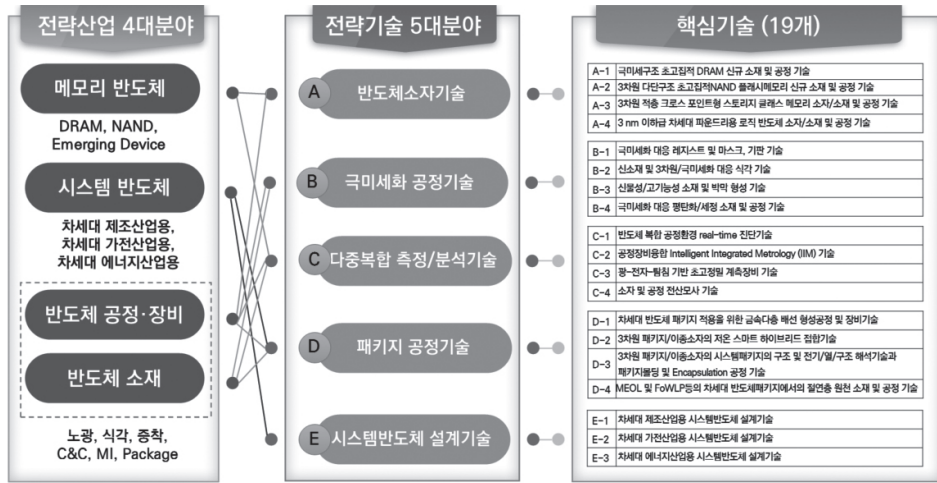 전략산업 4대분야
메모리 반도체
DRAM, NAND,
Emerging Device
시스템 반도체
차세대 제조산업용,
차세대 가전산업용,
차세대 에너지산업용
반도체 공정·장비
반도체 소재
노광, 식각, 증착,
C&C, MI, Package
전략기술 5대분야
A 반도체소자기술
B 극미세화 공정기술
C 다중복합 측정/분석기술
D 패키지 공정기술
E 시스템반도체 설계기술
핵심기술 (19개)
A-1 극미세구조 초고집적 DRAM 신규 소재 및 공정 기술
A-2 3차원 다단구조 초고집적NAND 플래시메모리 신규 소재 및 공정 기술
A-3 3차원 적층 크로스 포인트형 스토리지 클래스 메모리 소자/소재 및 공정 기술
A-4 3 nm 이하급 차세대 파운드리용 로직 반도체 소자/소재 및 공정 기술
B-1 극미세화 대응 레지스트 및 마스크, 기판 기술
B-2 신소재 및 3차원/극미세화 대응 식각 기술
B-3 신물성/고기능성 소재 및 박막 형성 기술
B-4 극미세화 대응 평탄화/세정 소재 및 공정 기술
C-1 반도체 복합 공정환경 real-time 진단기술
C-2 공정장비융합 Intelligent Integrated Metrology (IIM) 기술
C-3 광-전자-탐침 기반 초고정밀 계측장비 기술
C-4 소자 및 공정 전산모사 기술
D-1 차세대 반도체 패키지 적용을 위한 금속다층 배선 형성공정 및 장비기술
D-2 3차원 패키지/이종소자의 저온 스마트 하이브리드 접합기술
D-3 3차원 패키지/이종소자의 시스템패키지의 구조 및 전기/열/구조 해석기술과
패키지몰딩 및 Encapsulation 공정 기술
D-4 MEOL 및 FoWLP등의 차세대 반도체패키지에서의 절연층 원천 소재 및 공정 기술
E-1 차세대 제조산업용 시스템반도체 설계기술
E-2 차세대 가전산업용 시스템반도체 설계기술
E-3 차세대 에너지산업용 시스템반도체 설계기술